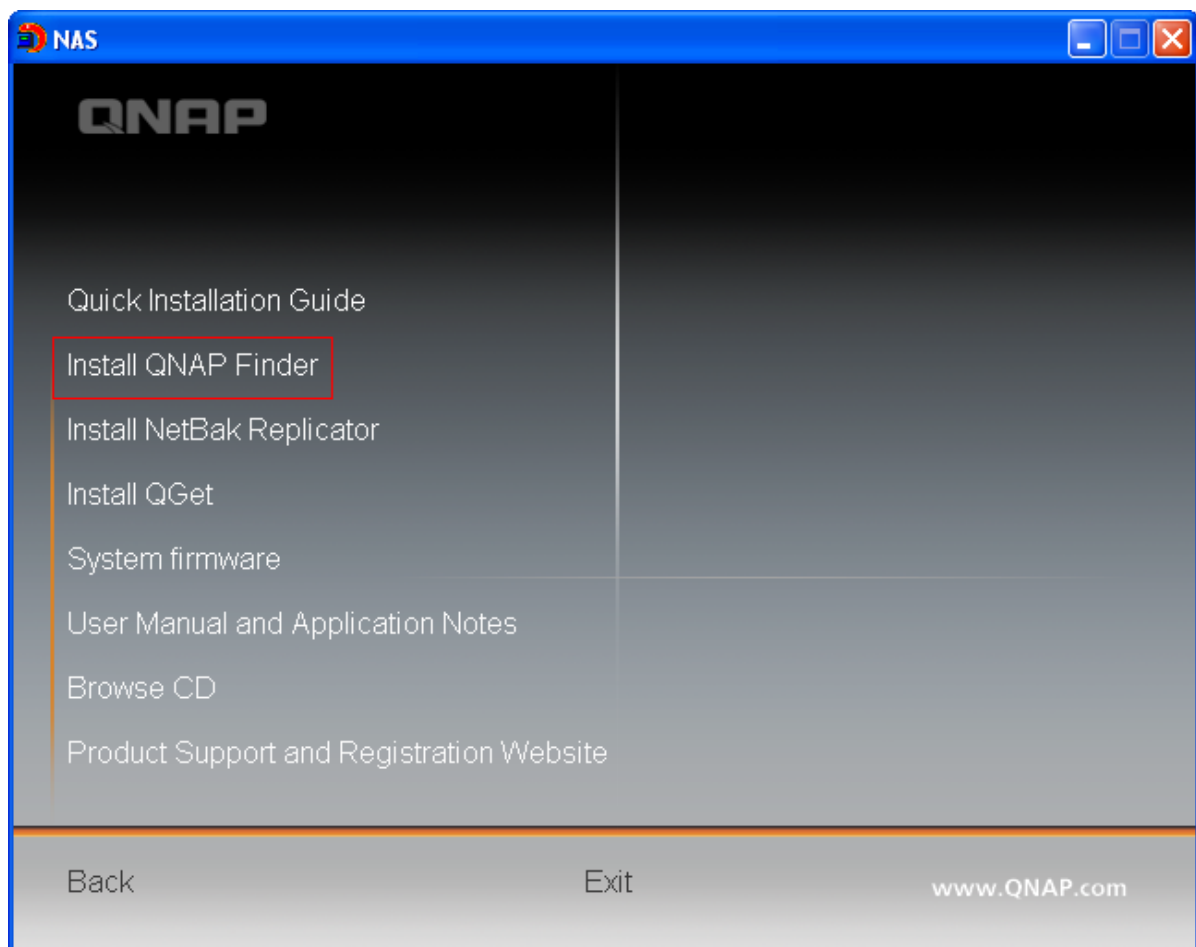 NAS
QNAP
Quick Installation Guide
Install QNAP Finder
Install NetBak Replicator
Install QGet
System firmware
User Manual and Application Notes
Browse CD
Product Support and Registration Website
Back Exit www.QNAP.com